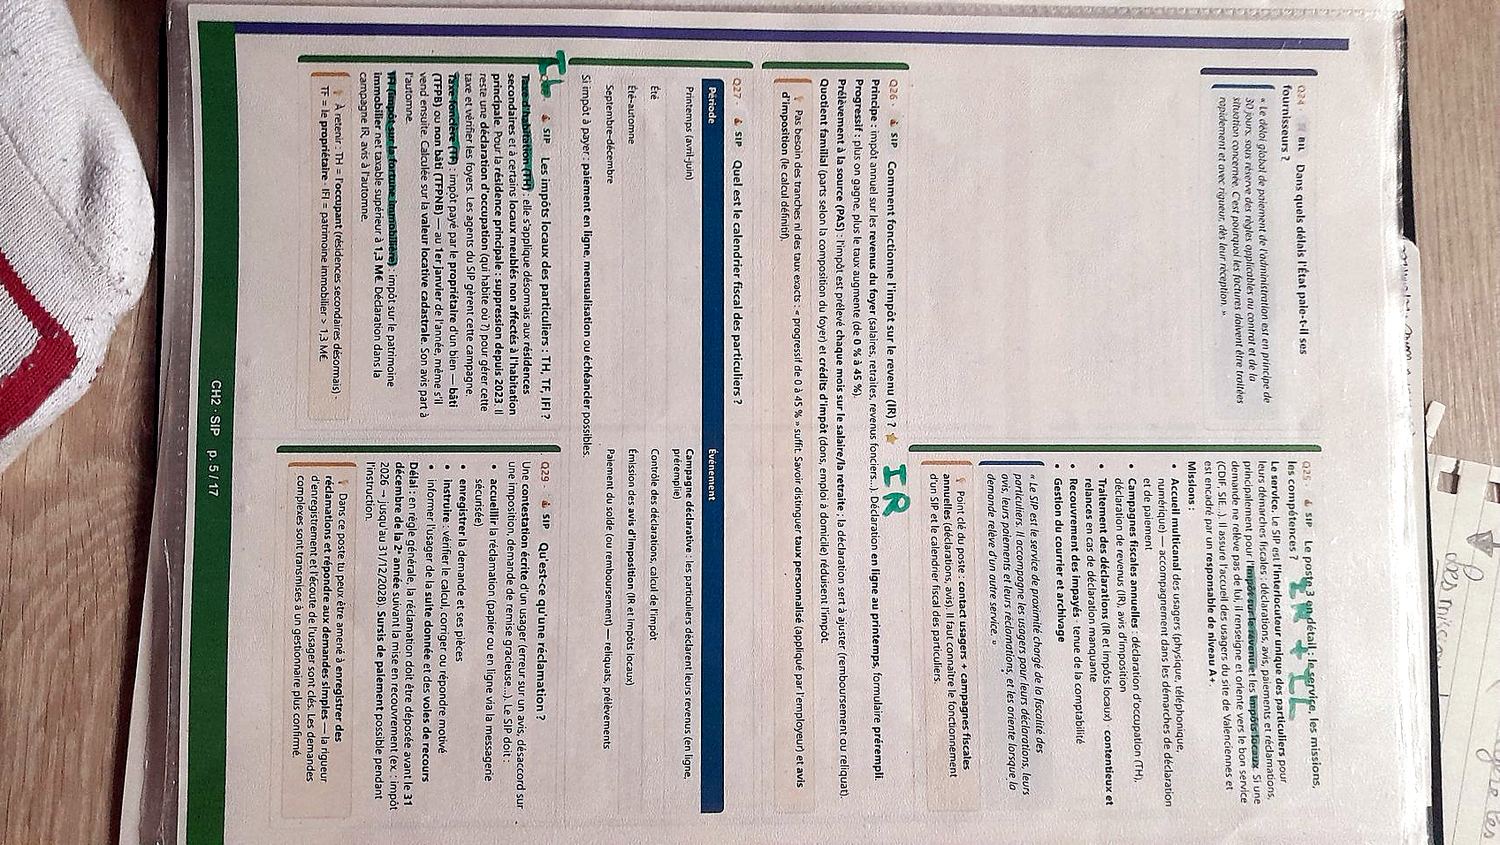 Q24 · BIL Dans quels délais l'État paie-t-il ses
fournisseurs ?
« Le délai global de paiement de l'administration est en principe de
30 jours, sous réserve des règles applicables au contrat et de la
situation concernée. C'est pourquoi les factures doivent être traitées
rapidement et avec rigueur, dès leur réception. »
Q25 · SIP Le poste 3 en détail : le service, les missions,
les compétences ?
IR + IL
Le service. Le SIP est l'interlocuteur unique des particuliers pour
leurs démarches fiscales : déclarations, avis, paiements et réclamations,
principalement pour l'impôt sur le revenu et les impôts locaux. Si une
demande ne relève pas de lui, il renseigne et oriente vers le bon service
(CDIF, SIE…). Il assure l'accueil des usagers du site de Valenciennes et
est encadré par un responsable de niveau A+.
Missions :
• Accueil multicanal des usagers (physique, téléphonique,
numérique) — accompagnement dans les démarches de déclaration
et de paiement
• Campagnes fiscales annuelles : déclaration d'occupation (TH),
déclaration de revenus (IR), avis d'imposition
• Traitement des déclarations (IR et impôts locaux) · contentieux et
relances en cas de déclaration manquante
• Recouvrement des impayés · tenue de la comptabilité
• Gestion du courrier et archivage
« Le SIP est le service de proximité chargé de la fiscalité des
particuliers. Il accompagne les usagers pour leurs déclarations, leurs
avis, leurs paiements et leurs réclamations, et les oriente lorsque la
demande relève d'un autre service. »
Point clé du poste : contact usagers + campagnes fiscales
annuelles (déclarations, avis). Il faut connaître le fonctionnement
d'un SIP et le calendrier fiscal des particuliers.
Q26 · SIP Comment fonctionne l'impôt sur le revenu (IR) ?
IR
Principe : impôt annuel sur les revenus du foyer (salaires, retraites, revenus fonciers…). Déclaration en ligne au printemps, formulaire prérempli.
Progressif : plus on gagne, plus le taux augmente (de 0 % à 45 %).
Prélèvement à la source (PAS) : l'impôt est prélevé chaque mois sur le salaire/la retraite ; la déclaration sert à ajuster (remboursement ou reliquat).
Quotient familial (parts selon la composition du foyer) et crédits d'impôt (dons, emploi à domicile) réduisent l'impôt.
Pas besoin des tranches ni des taux exacts : « progressif de 0 à 45 % » suffit. Savoir distinguer taux personnalisé (appliqué par l'employeur) et avis
d'imposition (le calcul définitif).
Q27 · SIP Quel est le calendrier fiscal des particuliers ?
Période Événement
Printemps (avril-juin) Campagne déclarative : les particuliers déclarent leurs revenus (en ligne,
préremplie)
Été Contrôle des déclarations, calcul de l'impôt
Été-automne Émission des avis d'imposition (IR et impôts locaux)
Septembre-décembre Paiement du solde (ou remboursement) — reliquats, prélèvements
Si impôt à payer : paiement en ligne, mensualisation ou échéancier possibles.
SIP Les impôts locaux des particuliers : TH, TF, IFI ?
Taxe d'habitation (TH) : elle s'applique désormais aux résidences
secondaires et à certains locaux meublés non affectés à l'habitation
principale. Pour la résidence principale : suppression depuis 2023. Il
reste une déclaration d'occupation (qui habite où ?) pour gérer cette
taxe et vérifier les foyers. Les agents du SIP gèrent cette campagne.
Taxe foncière (TF) : impôt payé par le propriétaire d'un bien — bâti
(TFPB) ou non bâti (TFPNB) — au 1er janvier de l'année, même s'il
vend ensuite. Calculée sur la valeur locative cadastrale. Son avis part à
l'automne.
IFI (impôt sur la fortune immobilière) : impôt sur le patrimoine
immobilier net taxable supérieur à 1,3 M€. Déclaration dans la
campagne IR, avis à l'automne.
À retenir : TH = l'occupant (résidences secondaires désormais) ·
TF = le propriétaire · IFI = patrimoine immobilier > 1,3 M€.
Q29 · SIP Qu'est-ce qu'une réclamation ?
Une contestation écrite d'un usager (erreur sur un avis, désaccord sur
une imposition, demande de remise gracieuse…). Le SIP doit :
• accueillir la réclamation (papier ou en ligne via la messagerie
sécurisée)
• enregistrer la demande et ses pièces
• instruire : vérifier le calcul, corriger ou répondre motivé
• informer l'usager de la suite donnée et des voies de recours
Délai : en règle générale, la réclamation doit être déposée avant le 31
décembre de la 2ᵉ année suivant la mise en recouvrement (ex. : impôt
2026 → jusqu'au 31/12/2028). Sursis de paiement possible pendant
l'instruction.
Dans ce poste tu peux être amené à enregistrer des
réclamations et répondre aux demandes simples — la rigueur
d'enregistrement et l'écoute de l'usager sont clés. Les demandes
complexes sont transmises à un gestionnaire plus confirmé.
CH2 · SIP p. 5 / 17